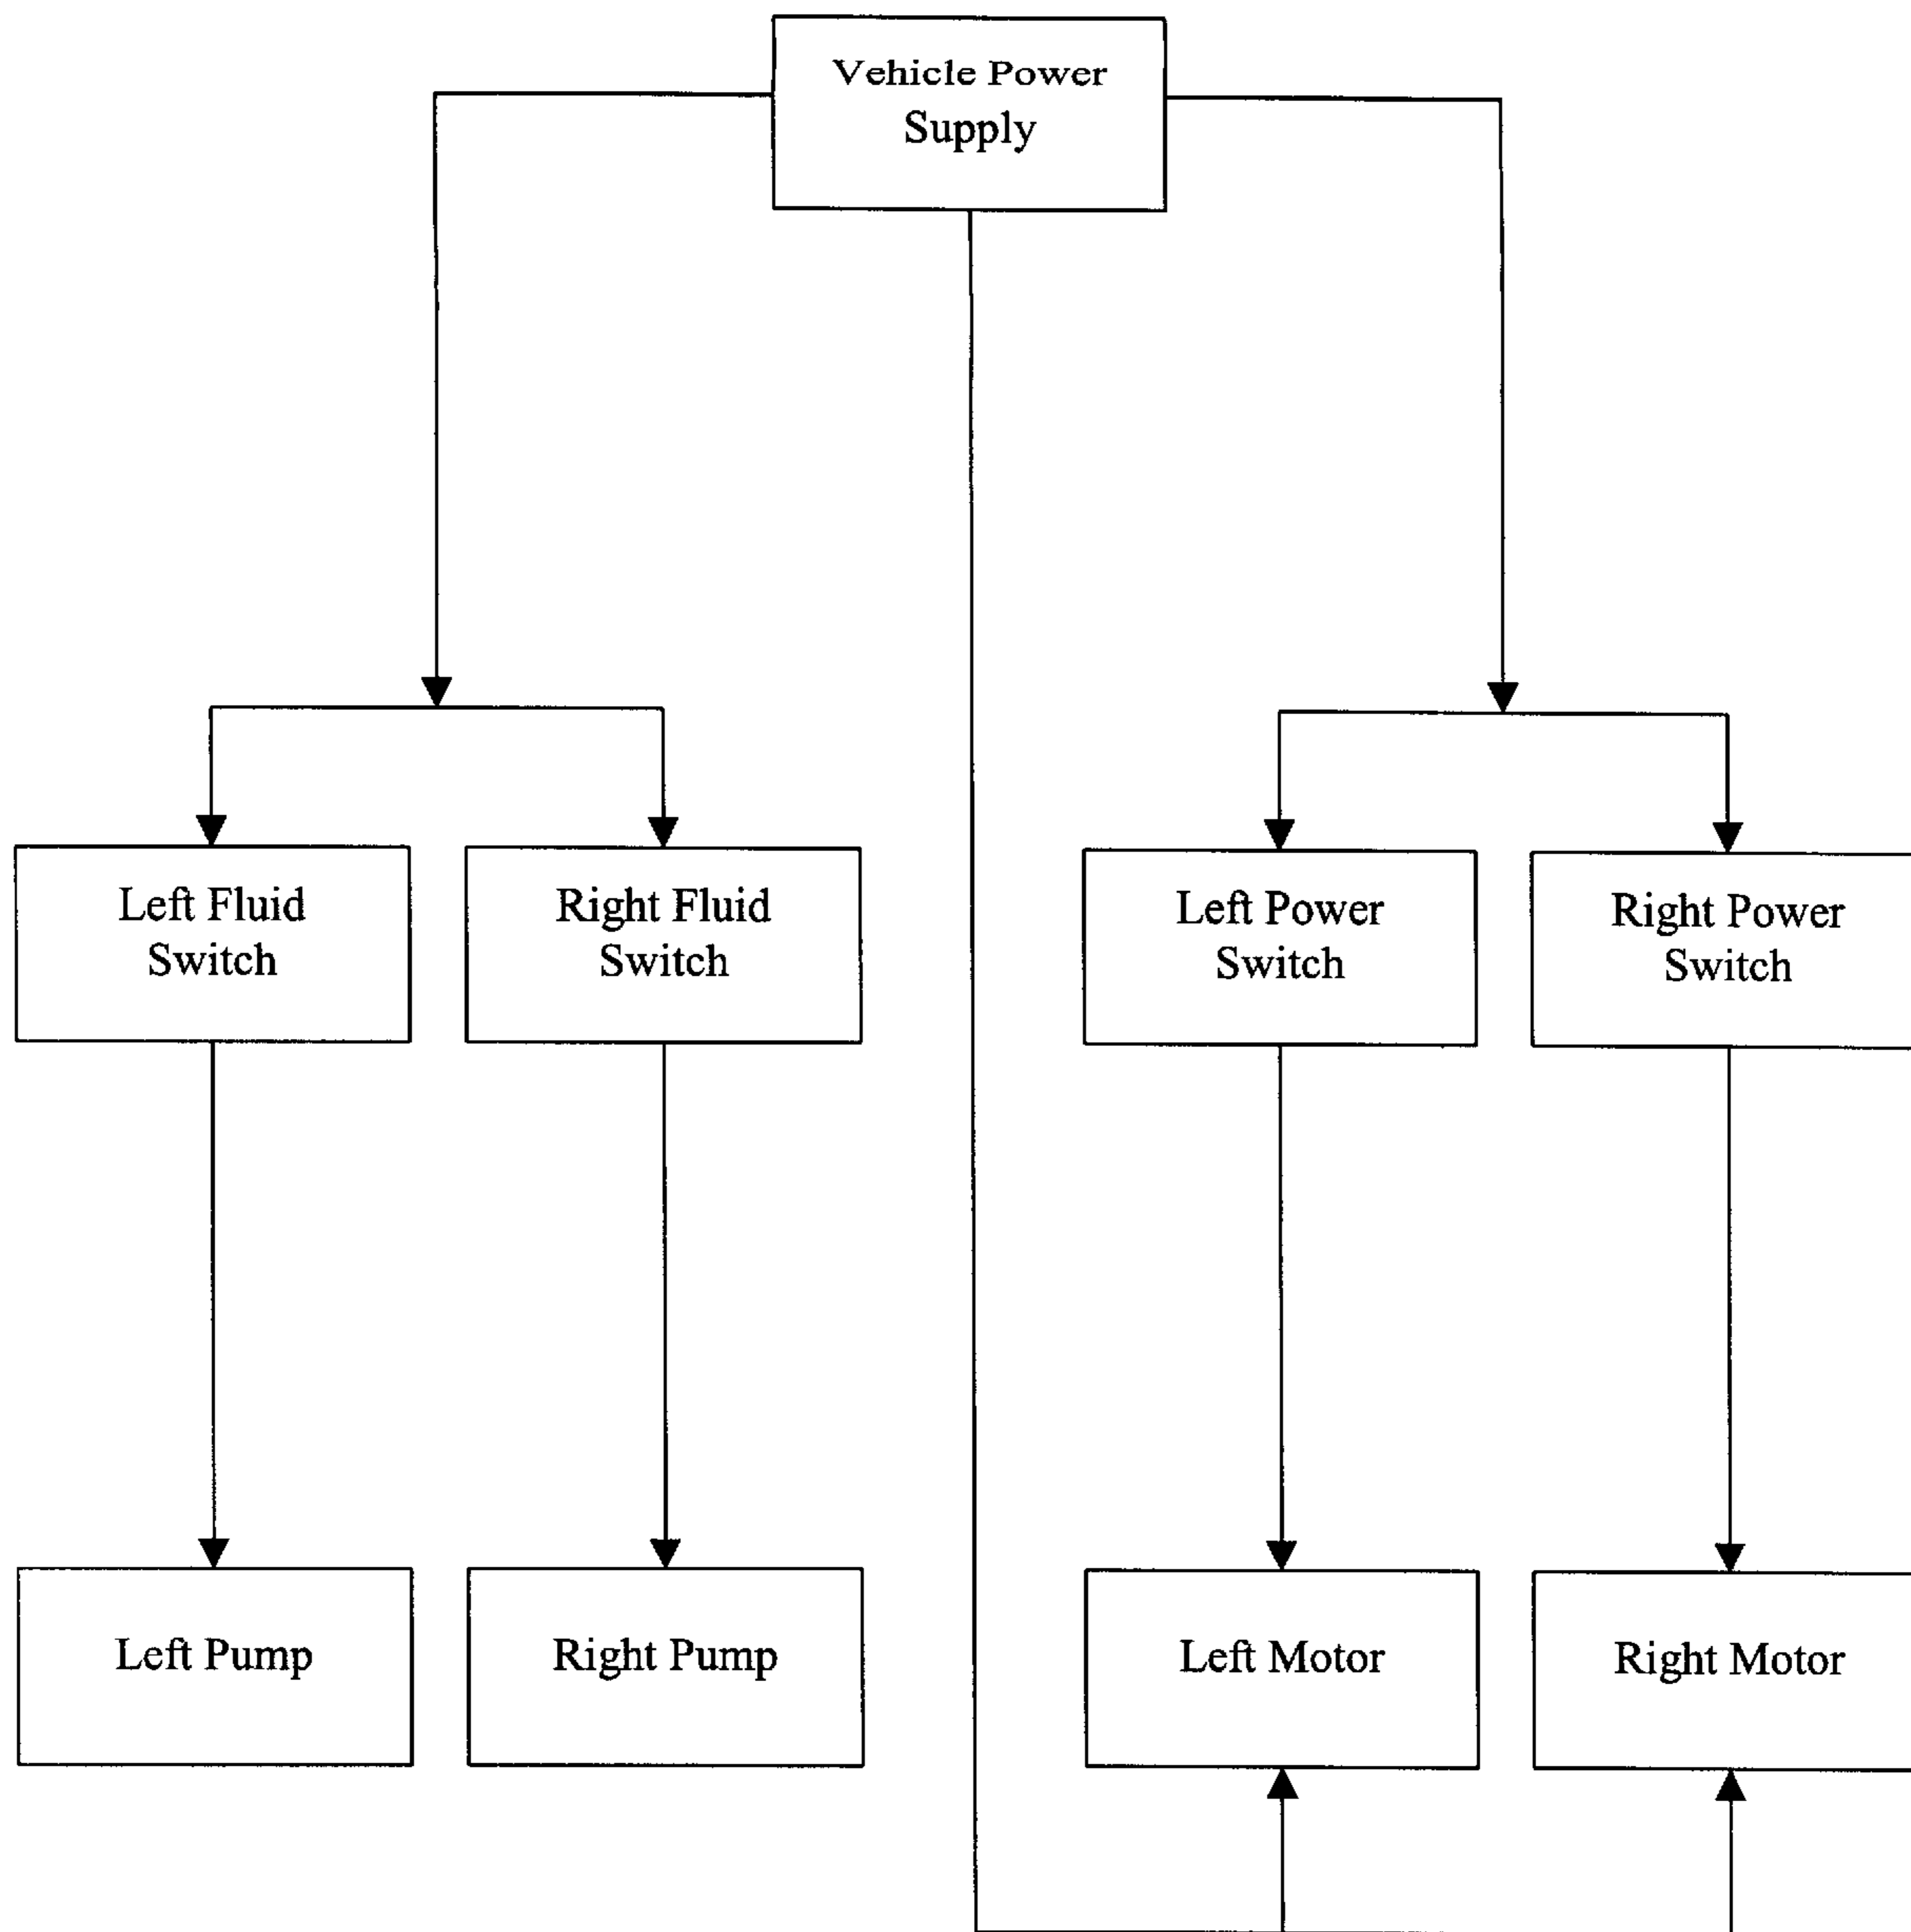 Vehicle Power
Supply
Left Fluid
Switch
Right Fluid
Switch
Left Power
Switch
Right Power
Switch
Left Pump
Right Pump
Left Motor
Right Motor